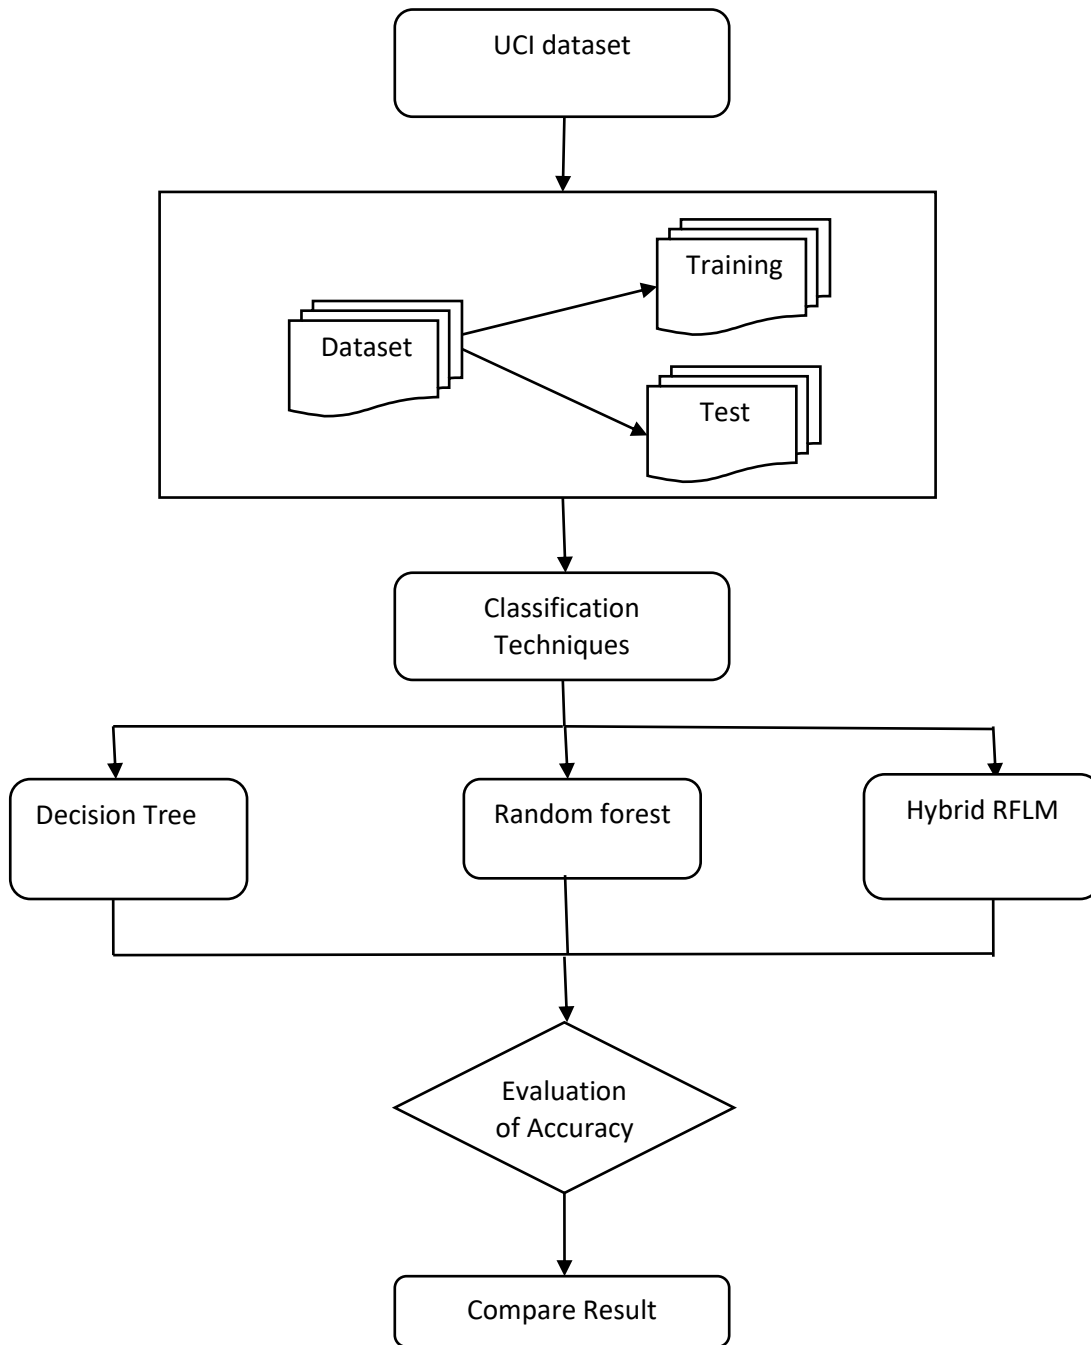 UCI dataset
Training
Dataset
Test
Classification
Techniques
Decision Tree
Random forest
Hybrid RFLM
Evaluation
of Accuracy
Compare Result